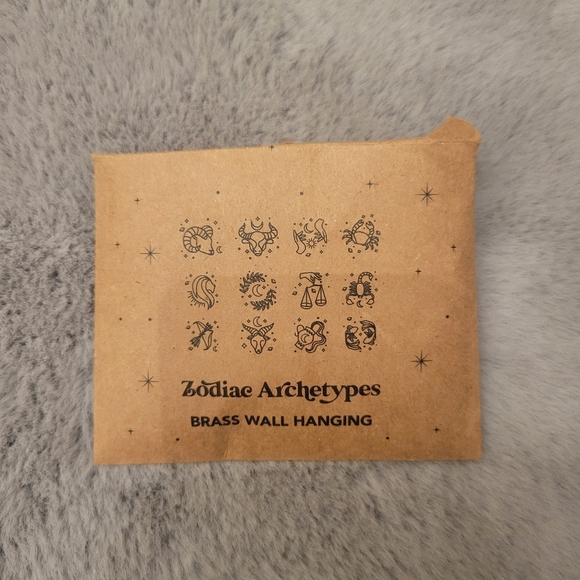 Zodiac Archetypes
BRASS WALL HANGING